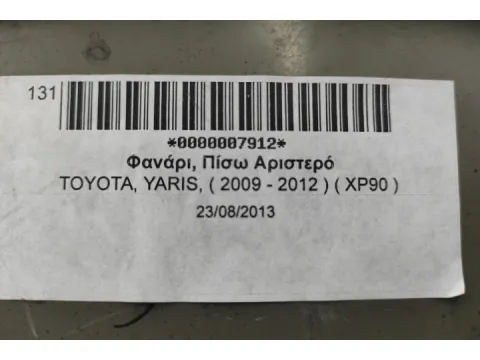 131
*0000007912*
Φανάρι, Πίσω Αριστερό
TOYOTA, YARIS, ( 2009 - 2012 ) ( XP90 )
23/08/2013